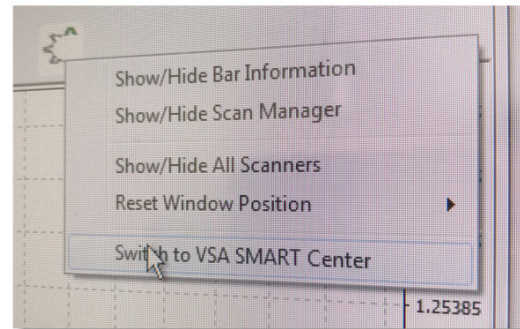 Show/Hide Bar Information
Show/Hide Scan Manager
Show/Hide All Scanners
Reset Window Position
Switch to VSA SMART Center
1.25385